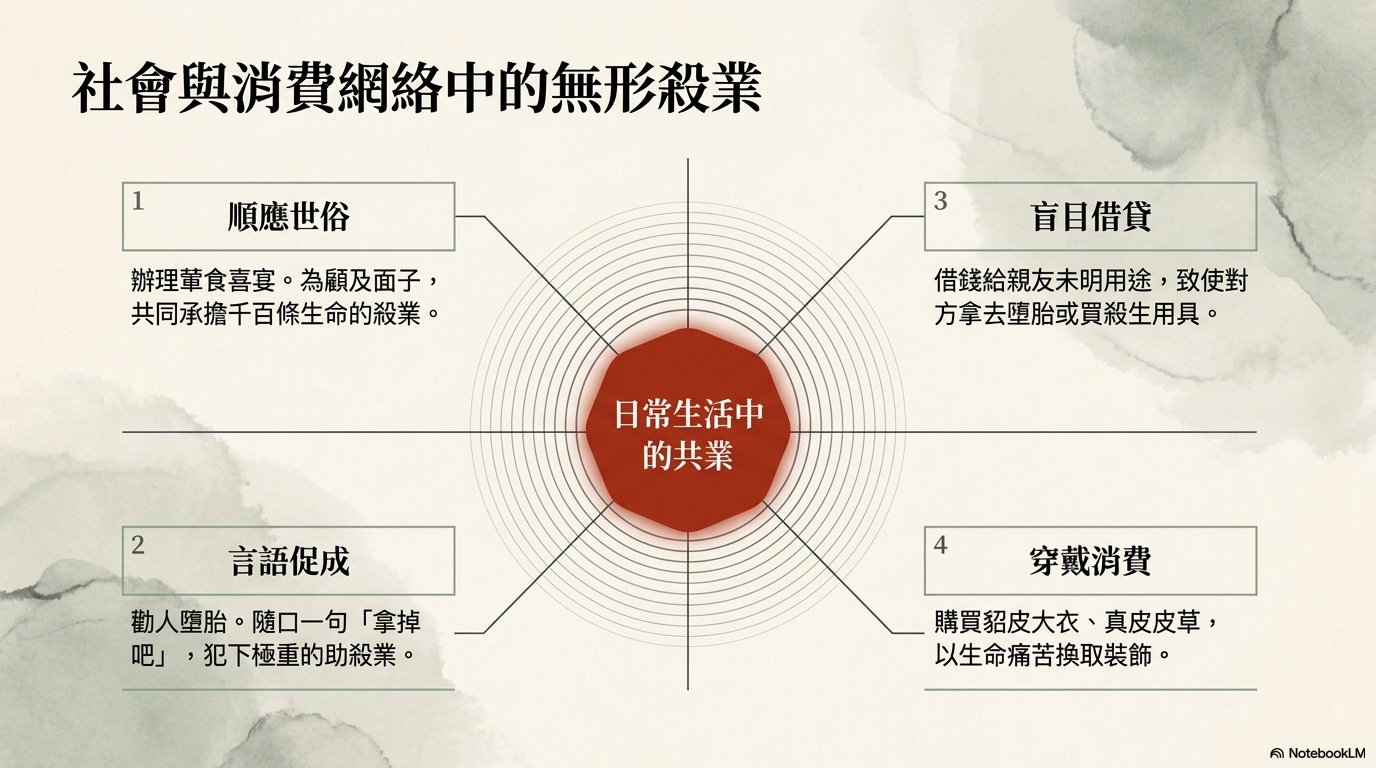 社會與消費網絡中的無形殺業
1
順應世俗
辦理葷食喜宴。為顧及面子，
共同承擔千百條生命的殺業。
2
言語促成
勸人墮胎。隨口一句「拿掉
吧」，犯下極重的助殺業。
日常生活中
的共業
3
盲目借貸
借錢給親友未明用途，致使對
方拿去墮胎或買殺生用具。
4
穿戴消費
購買貂皮大衣、真皮皮草，
以生命痛苦換取裝飾。
NotebookLM